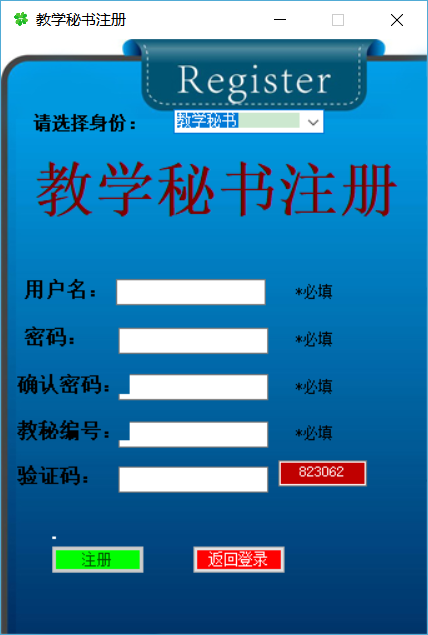 教学秘书注册
Register
请选择身份： 教学秘书
教学秘书注册
用户名： *必填
密码： *必填
确认密码： *必填
教秘编号： *必填
验证码： 823062
注册 返回登录